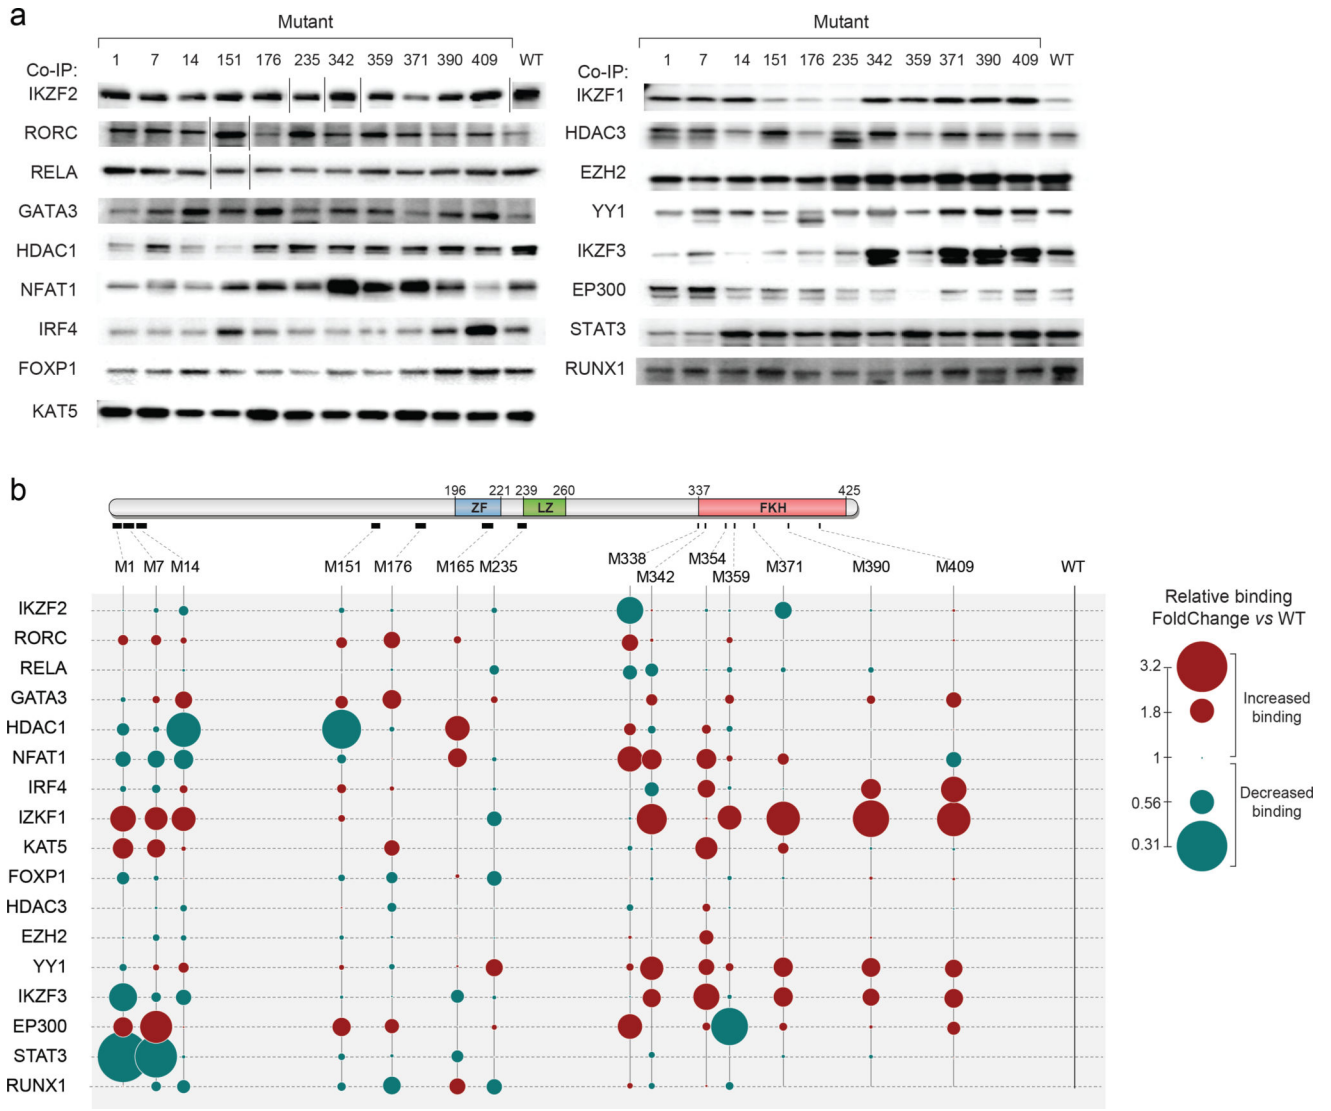 a
Mutant
1 7 14 151 176 235 342 359 371 390 409 WT
Co-IP:
IKZF2
RORC
RELA
GATA3
HDAC1
NFAT1
IRF4
FOXP1
KAT5
Mutant
1 7 14 151 176 235 342 359 371 390 409 WT
Co-IP:
IKZF1
HDAC3
EZH2
YY1
IKZF3
EP300
STAT3
RUNX1
b
196 221 239 260 337 425
ZF LZ FKH
M1 M7 M14 M151 M176 M165 M235 M338 M342 M354 M359 M371 M390 M409 WT
IKZF2
RORC
RELA
GATA3
HDAC1
NFAT1
IRF4
IZKF1
KAT5
FOXP1
HDAC3
EZH2
YY1
IKZF3
EP300
STAT3
RUNX1
Relative binding
FoldChange vs WT
3.2
1.8
1
0.56
0.31
Increased
binding
Decreased
binding